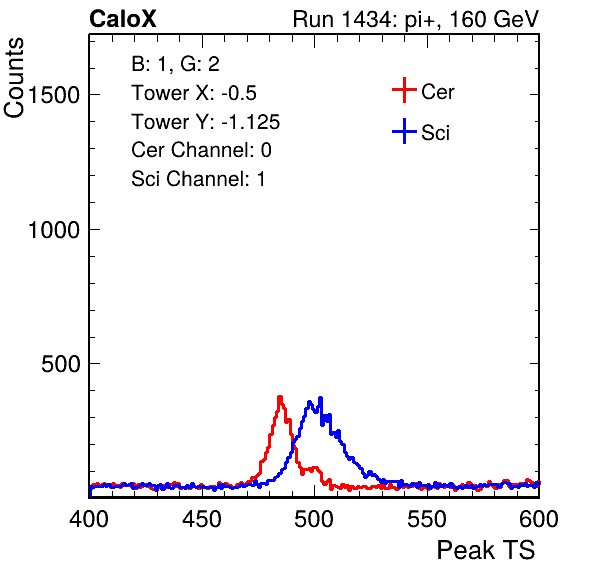 CaloX
Run 1434: pi+, 160 GeV
Counts
B: 1, G: 2
Tower X: -0.5
Tower Y: -1.125
Cer Channel: 0
Sci Channel: 1
Cer
Sci
1500
1000
500
400
450
500
550
600
Peak TS